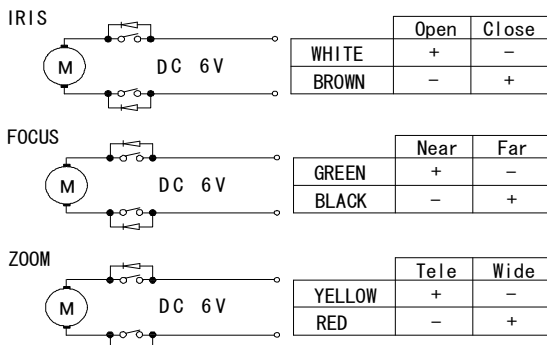 IRIS
M
DC 6V
Open Close
WHITE + −
BROWN − +
FOCUS
M
DC 6V
Near Far
GREEN + −
BLACK − +
ZOOM
M
DC 6V
Tele Wide
YELLOW + −
RED − +